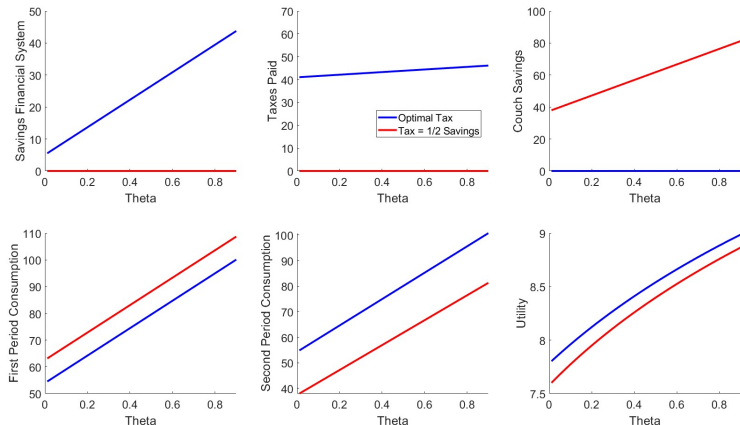 50
40
30
20
10
0
Savings Financial System
0 0.2 0.4 0.6 0.8
Theta
70
60
50
40
30
20
10
0
Taxes Paid
Optimal Tax
Tax = 1/2 Savings
0 0.2 0.4 0.6 0.8
Theta
100
80
60
40
20
0
Couch Savings
0 0.2 0.4 0.6 0.8
Theta
110
100
90
80
70
60
50
First Period Consumption
0 0.2 0.4 0.6 0.8
Theta
100
90
80
70
60
50
40
Second Period Consumption
0 0.2 0.4 0.6 0.8
Theta
9
8.5
8
7.5
Utility
0 0.2 0.4 0.6 0.8
Theta